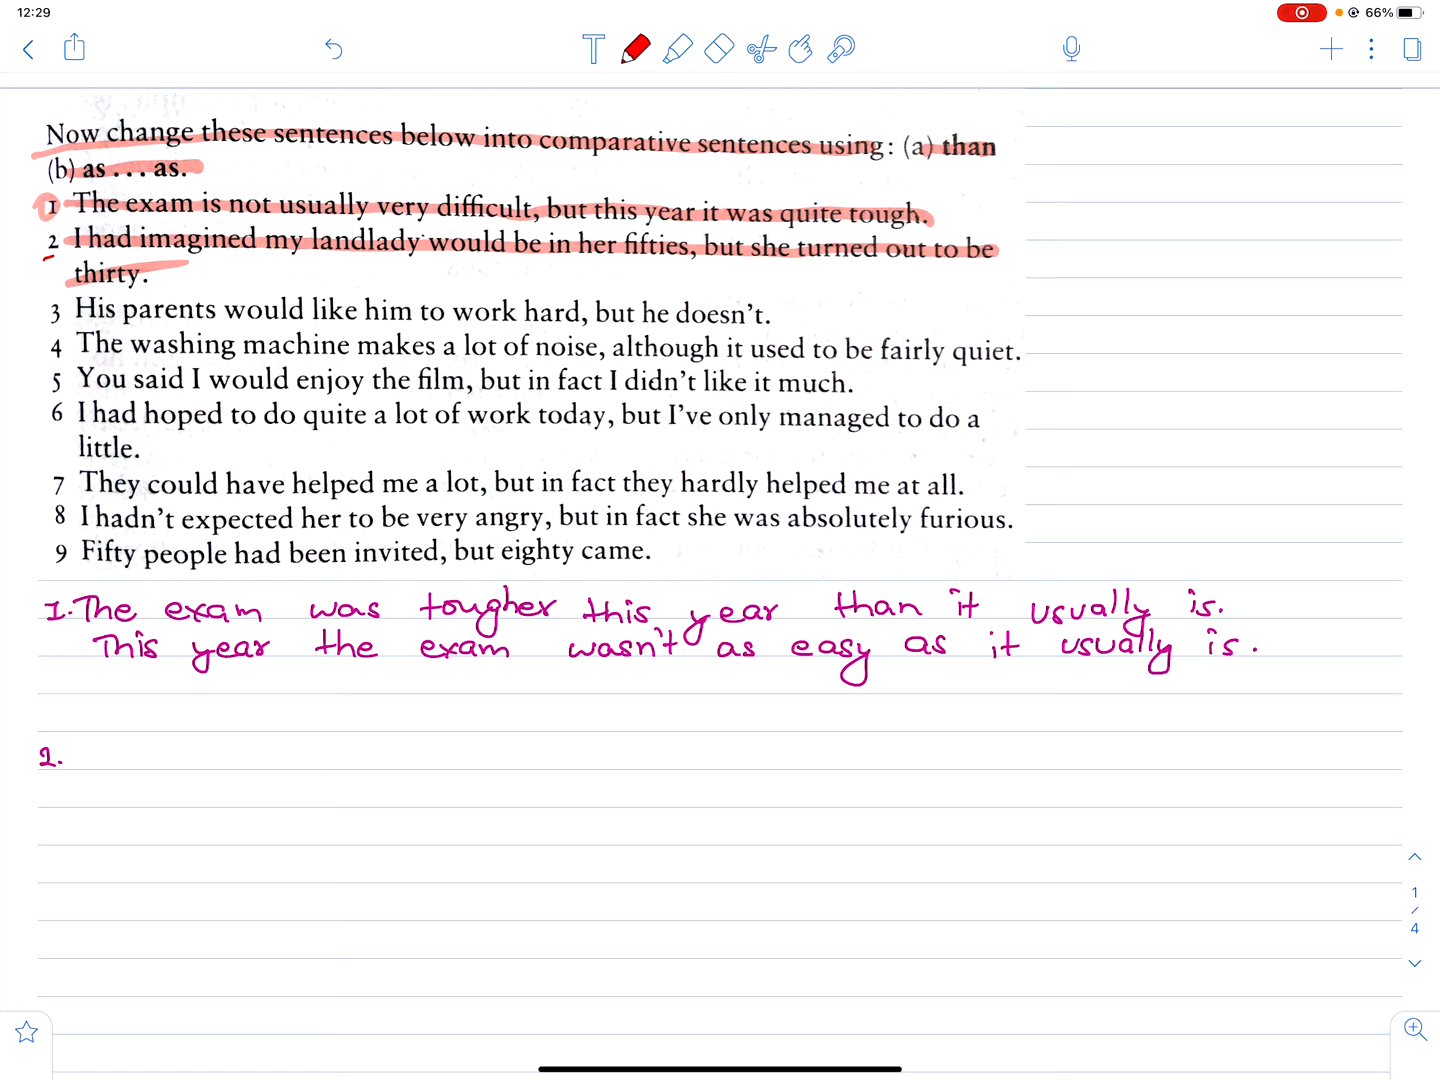 12:29
66%
Now change these sentences below into comparative sentences using: (a) than
(b) as ... as.
1 The exam is not usually very difficult, but this year it was quite tough.
2 I had imagined my landlady would be in her fifties, but she turned out to be
thirty.
3 His parents would like him to work hard, but he doesn't.
4 The washing machine makes a lot of noise, although it used to be fairly quiet.
5 You said I would enjoy the film, but in fact I didn't like it much.
6 I had hoped to do quite a lot of work today, but I've only managed to do a
little.
7 They could have helped me a lot, but in fact they hardly helped me at all.
8 I hadn't expected her to be very angry, but in fact she was absolutely furious.
9 Fifty people had been invited, but eighty came.
1. The exam was tougher this year than it usually is.
This year the exam wasn't as easy as it usually is.
2.
1
/
4